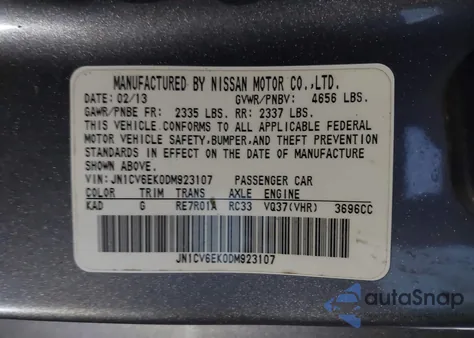 MANUFACTURED BY NISSAN MOTOR CO.,LTD.
DATE: 02/13 GVWR/PNBV: 4656 LBS.
GAWR/PNBE FR: 2335 LBS. RR: 2337 LBS.
THIS VEHICLE CONFORMS TO ALL APPLICABLE FEDERAL
MOTOR VEHICLE SAFETY,BUMPER,AND THEFT PREVENTION
STANDARDS IN EFFECT ON THE DATE OF MANUFACTURE
SHOWN ABOVE.
VIN: JN1CV6EK0DM923107 PASSENGER CAR
COLOR TRIM TRANS AXLE ENGINE
KAD G RE7R01A RC33 VQ37(VHR) 3696CC
JN1CV6EK0DM923107
autoSnap